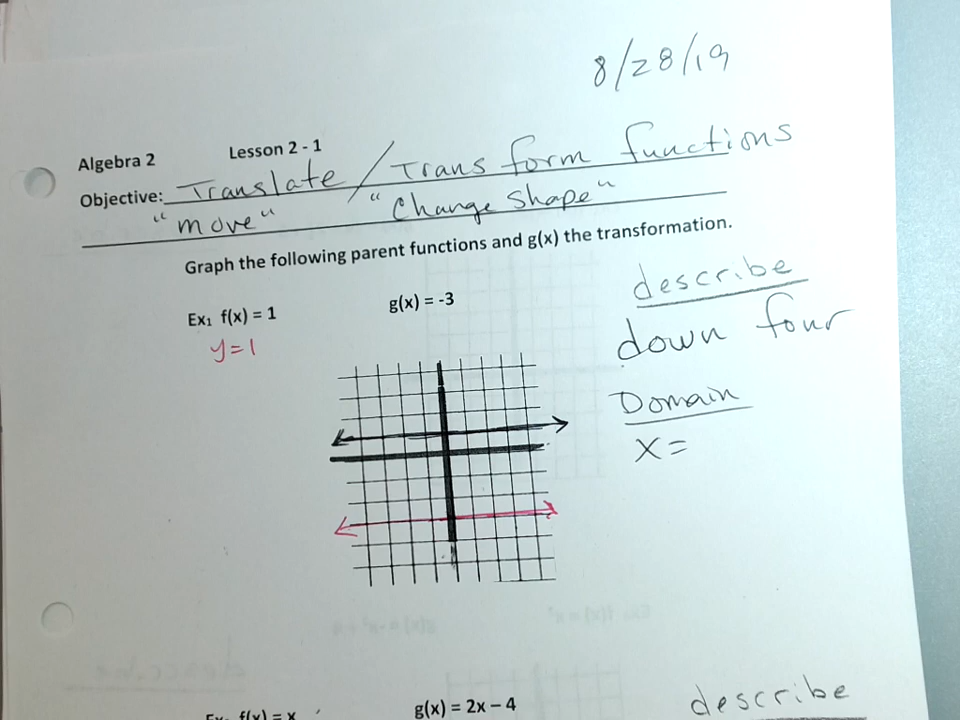 8/28/19
Algebra 2 Lesson 2 - 1
Objective: Translate / Transform functions
"move" "Change Shape"
Graph the following parent functions and g(x) the transformation.
describe
Ex1 f(x) = 1 g(x) = -3
y=1
down four
Domain
x=
describe
Ex f(x) = x g(x) = 2x – 4